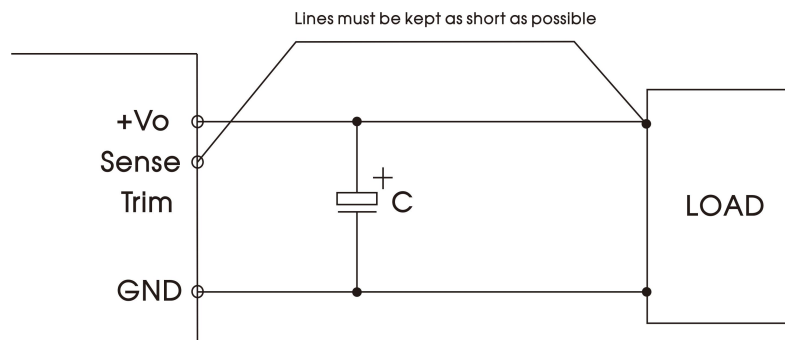 Lines must be kept as short as possible
+Vo
Sense
Trim
+
C
LOAD
GND